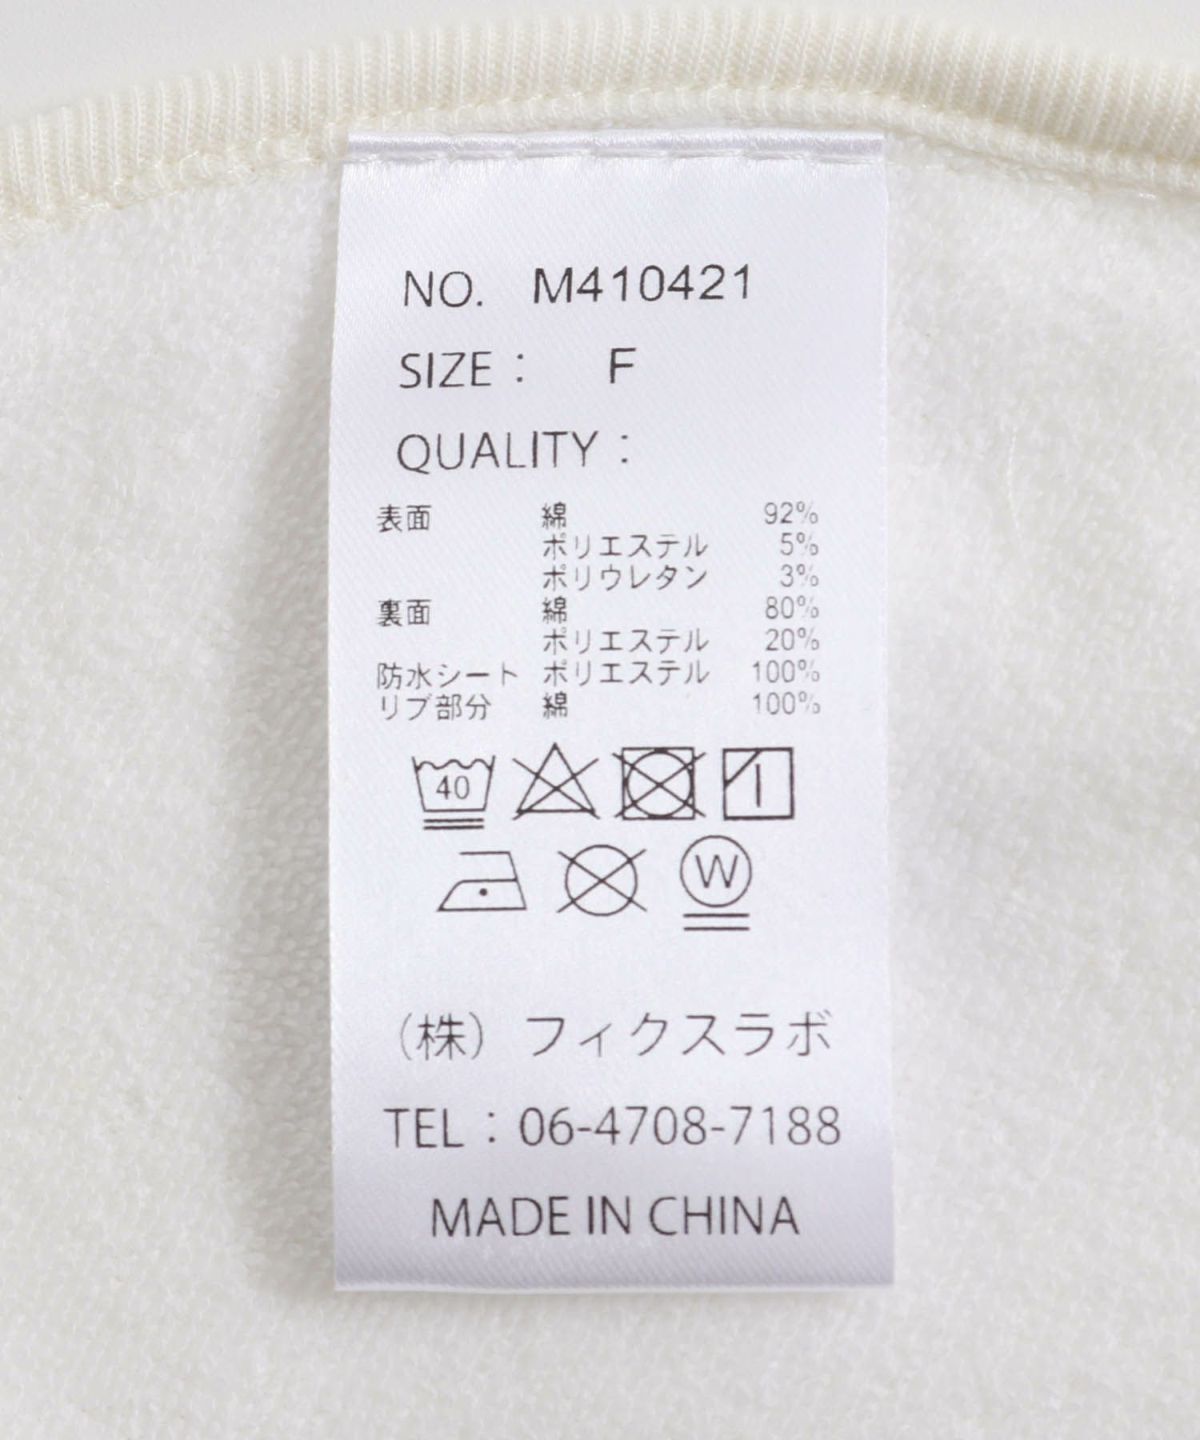 NO. M410421
SIZE： F
QUALITY：
表面 綿 92%
ポリエステル 5%
ポリウレタン 3%
裏面 綿 80%
ポリエステル 20%
防水シート ポリエステル 100%
リブ部分 綿 100%
40
W
（株）フィクスラボ
TEL：06-4708-7188
MADE IN CHINA